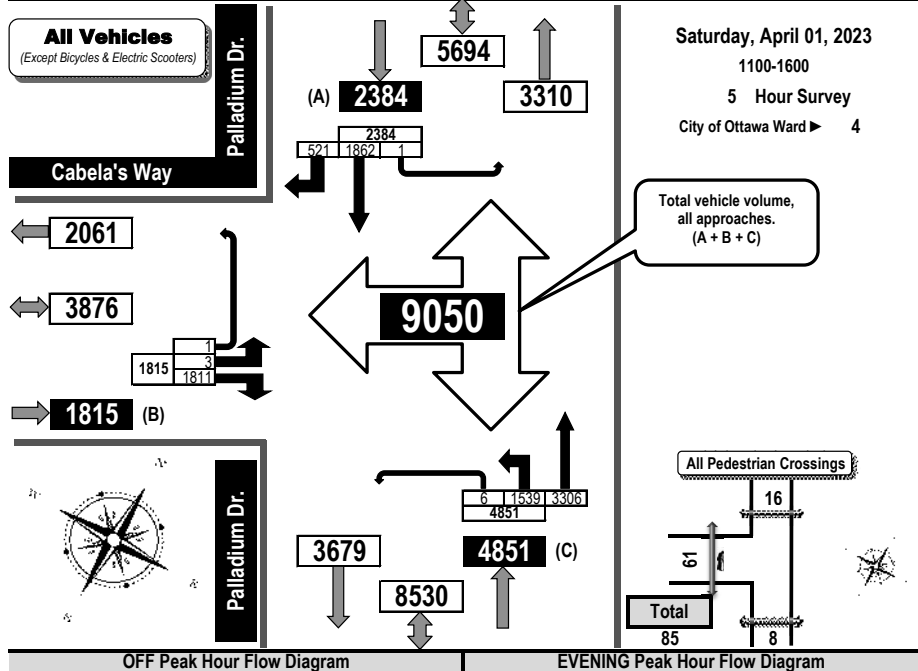 All Vehicles
(Except Bicycles & Electric Scooters)
Palladium Dr.
Cabela's Way
5694
(A) 2384
3310
2384
521 1862 1
Saturday, April 01, 2023
1100-1600
5 Hour Survey
City of Ottawa Ward ► 4
Total vehicle volume,
all approaches.
(A + B + C)
2061
3876
9050
1
1815 3
1811
1815 (B)
Palladium Dr.
6 1539 3306
4851
3679
4851 (C)
8530
All Pedestrian Crossings
16
61
Total
85
8
OFF Peak Hour Flow Diagram
EVENING Peak Hour Flow Diagram